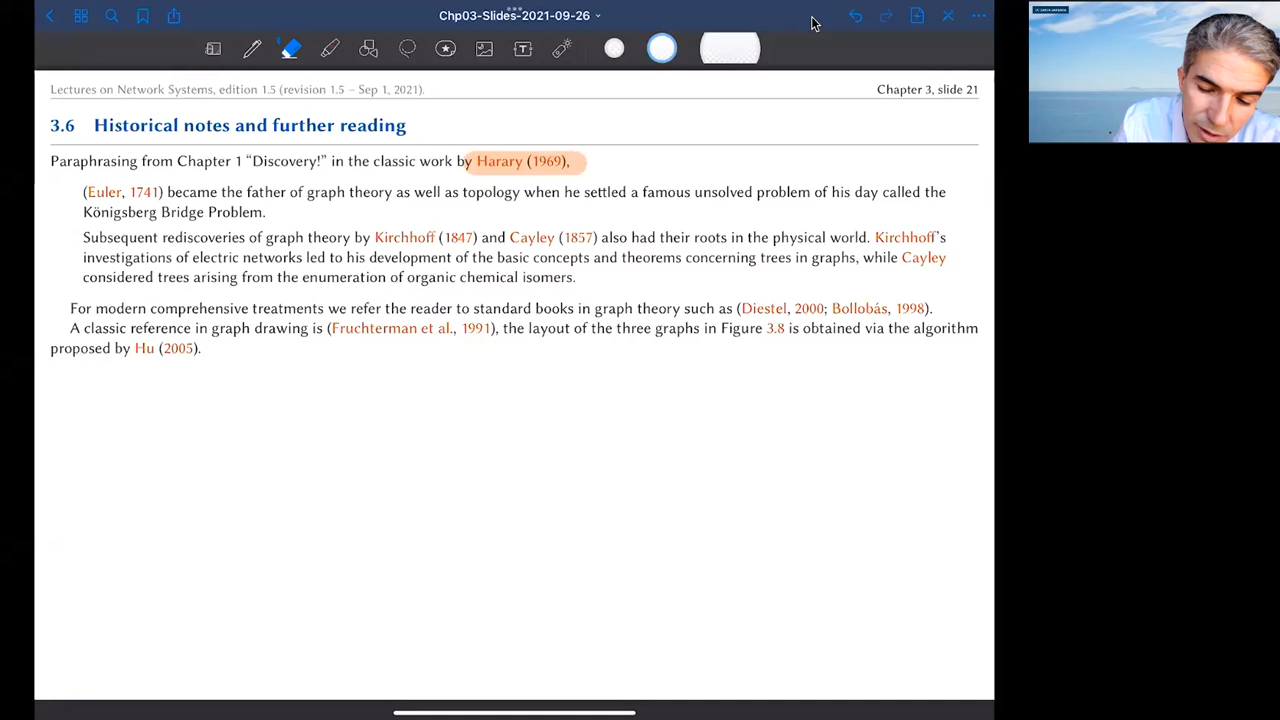 Chp03-Slides-2021-09-26
Lectures on Network Systems, edition 1.5 (revision 1.5 – Sep 1, 2021).
Chapter 3, slide 21
3.6 Historical notes and further reading
Paraphrasing from Chapter 1 “Discovery!” in the classic work by Harary (1969),
(Euler, 1741) became the father of graph theory as well as topology when he settled a famous unsolved problem of his day called the
Königsberg Bridge Problem.
Subsequent rediscoveries of graph theory by Kirchhoff (1847) and Cayley (1857) also had their roots in the physical world. Kirchhoff’s
investigations of electric networks led to his development of the basic concepts and theorems concerning trees in graphs, while Cayley
considered trees arising from the enumeration of organic chemical isomers.
For modern comprehensive treatments we refer the reader to standard books in graph theory such as (Diestel, 2000; Bollobás, 1998).
A classic reference in graph drawing is (Fruchterman et al., 1991), the layout of the three graphs in Figure 3.8 is obtained via the algorithm
proposed by Hu (2005).